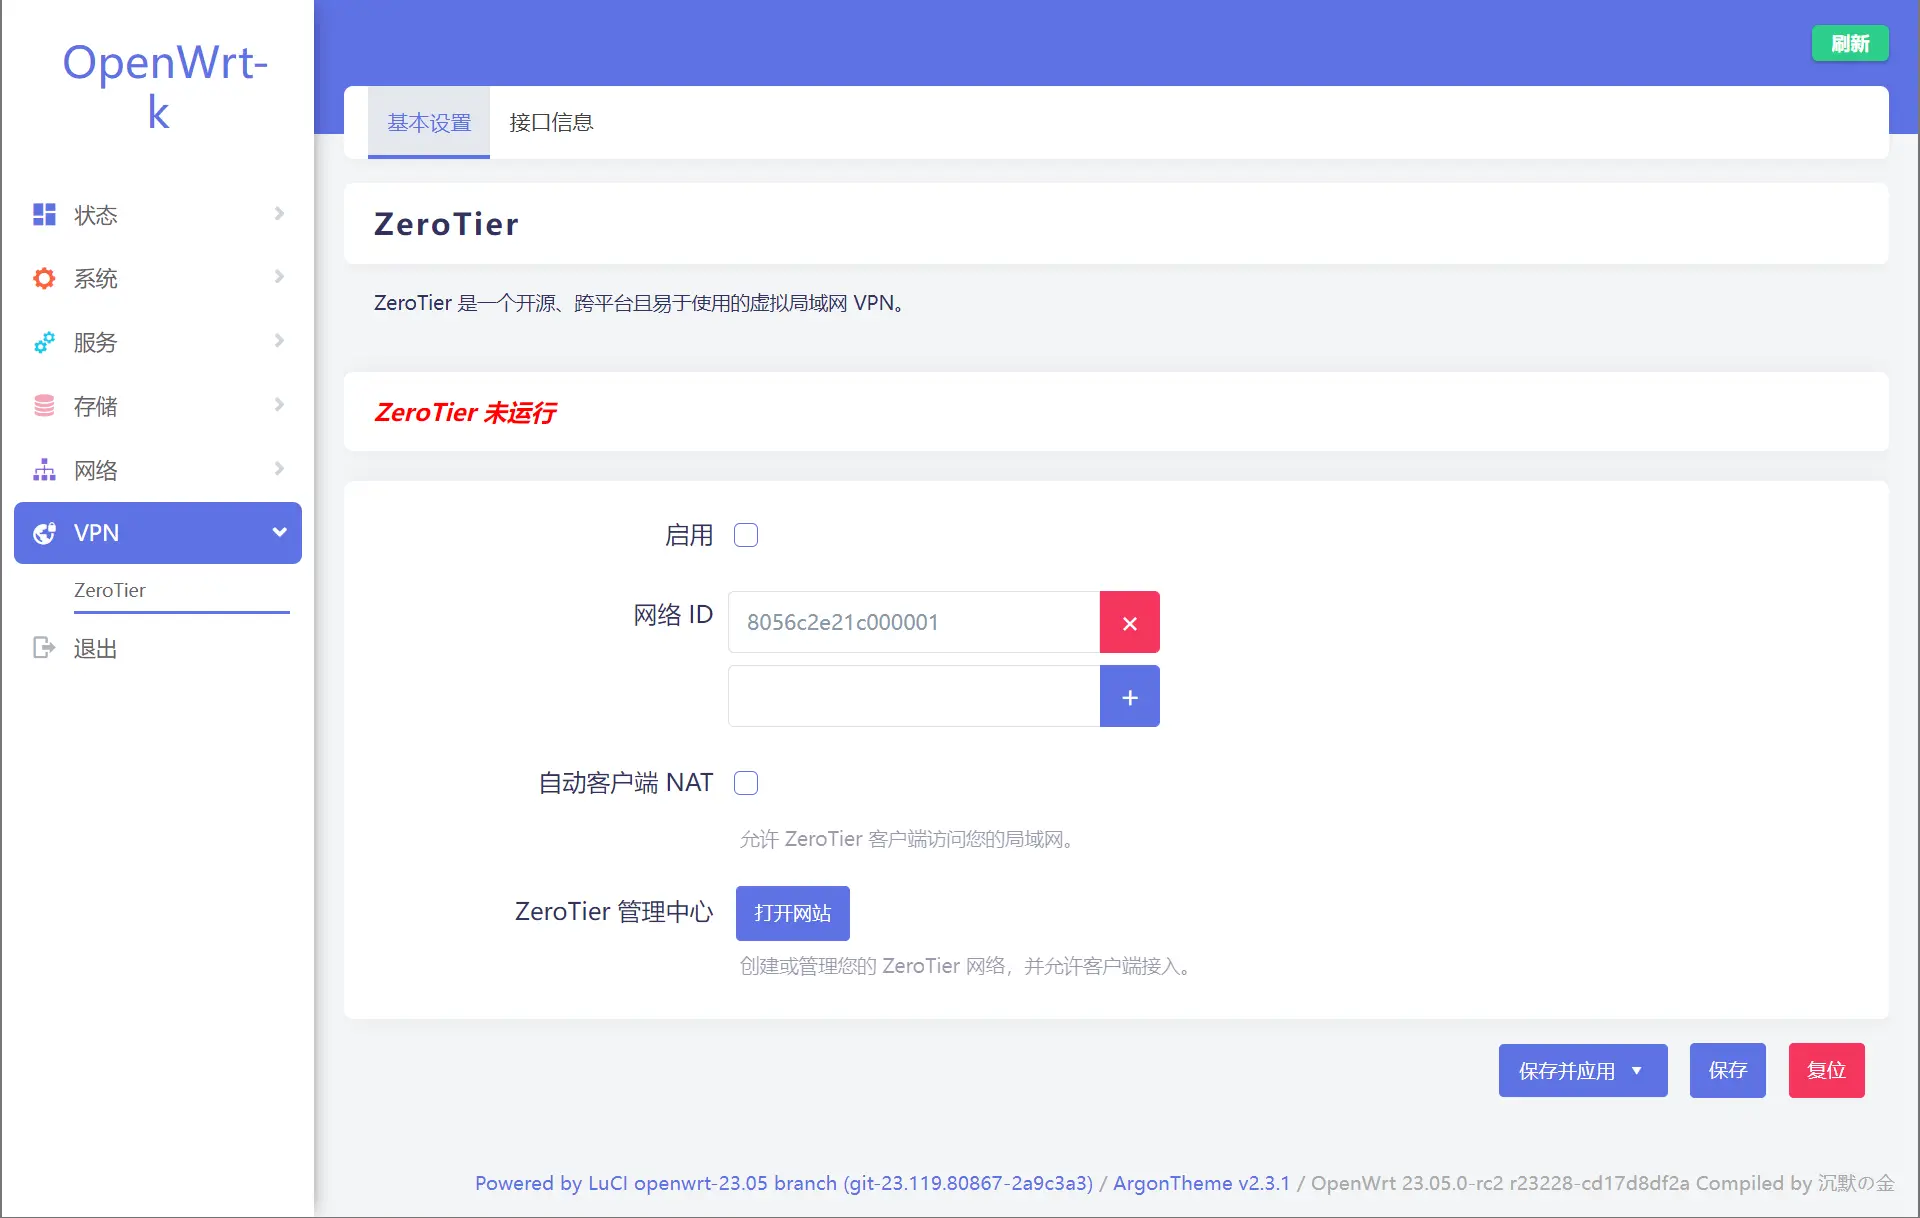 OpenWrt-
k
状态
系统
服务
存储
网络
VPN
ZeroTier
退出
刷新
基本设置 接口信息
ZeroTier
ZeroTier 是一个开源、跨平台且易于使用的虚拟局域网 VPN。
ZeroTier 未运行
启用
网络 ID 8056c2e21c000001
自动客户端 NAT
允许 ZeroTier 客户端访问您的局域网。
ZeroTier 管理中心 打开网站
创建或管理您的 ZeroTier 网络，并允许客户端接入。
保存并应用 保存 复位
Powered by LuCI openwrt-23.05 branch (git-23.119.80867-2a9c3a3) / ArgonTheme v2.3.1 / OpenWrt 23.05.0-rc2 r23228-cd17d8df2a Compiled by 沉默の金